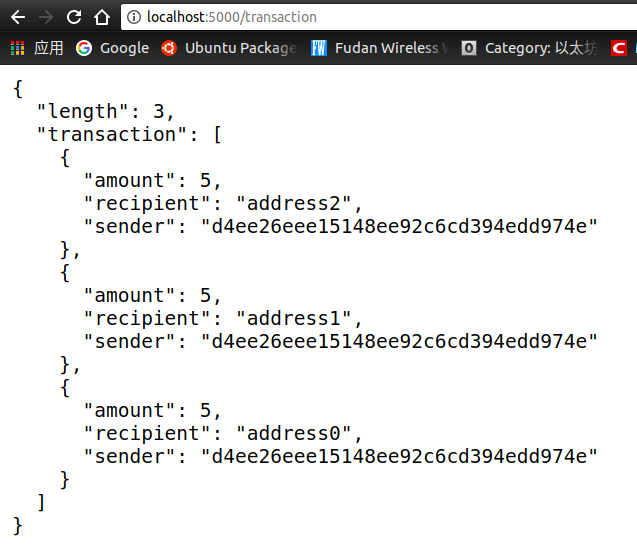 localhost:5000/transaction
应用 Google Ubuntu Package Fudan Wireless Category: 以太坊
{
  "length": 3,
  "transaction": [
    {
      "amount": 5,
      "recipient": "address2",
      "sender": "d4ee26eee15148ee92c6cd394edd974e"
    },
    {
      "amount": 5,
      "recipient": "address1",
      "sender": "d4ee26eee15148ee92c6cd394edd974e"
    },
    {
      "amount": 5,
      "recipient": "address0",
      "sender": "d4ee26eee15148ee92c6cd394edd974e"
    }
  ]
}